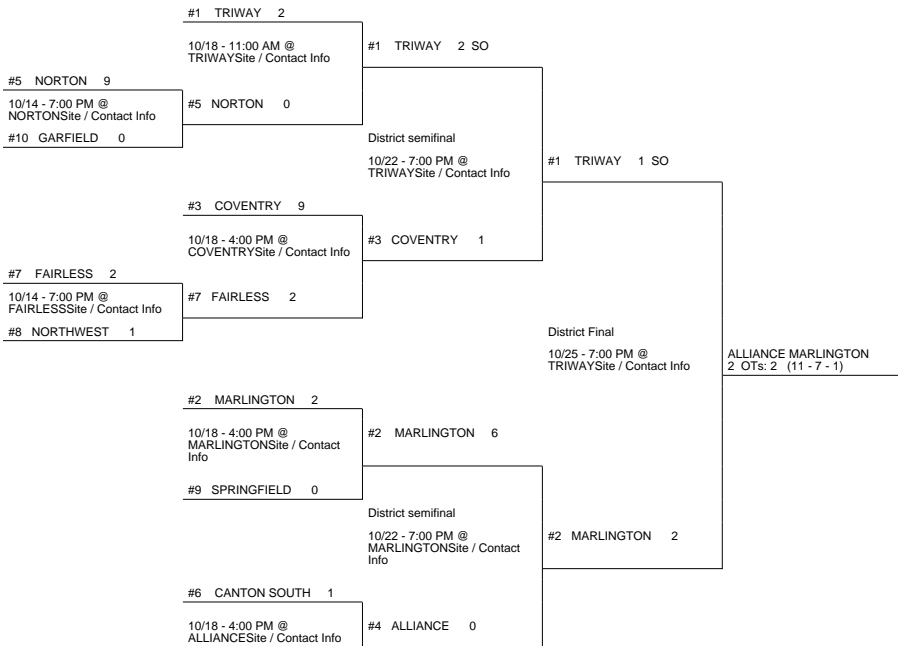 #1 TRIWAY 2
10/18 - 11:00 AM @
TRIWAYSite / Contact Info
#1 TRIWAY 2 SO
#5 NORTON 9
10/14 - 7:00 PM @
NORTONSite / Contact Info
#5 NORTON 0
#10 GARFIELD 0
District semifinal
10/22 - 7:00 PM @
TRIWAYSite / Contact Info
#1 TRIWAY 1 SO
#3 COVENTRY 9
10/18 - 4:00 PM @
COVENTRYSite / Contact Info
#3 COVENTRY 1
#7 FAIRLESS 2
10/14 - 7:00 PM @
FAIRLESSSite / Contact Info
#7 FAIRLESS 2
#8 NORTHWEST 1
District Final
10/25 - 7:00 PM @
TRIWAYSite / Contact Info
ALLIANCE MARLINGTON
2 OTs: 2 (11 - 7 - 1)
#2 MARLINGTON 2
10/18 - 4:00 PM @
MARLINGTONSite / Contact
Info
#2 MARLINGTON 6
#9 SPRINGFIELD 0
District semifinal
10/22 - 7:00 PM @
MARLINGTONSite / Contact
Info
#2 MARLINGTON 2
#6 CANTON SOUTH 1
10/18 - 4:00 PM @
ALLIANCESite / Contact Info
#4 ALLIANCE 0